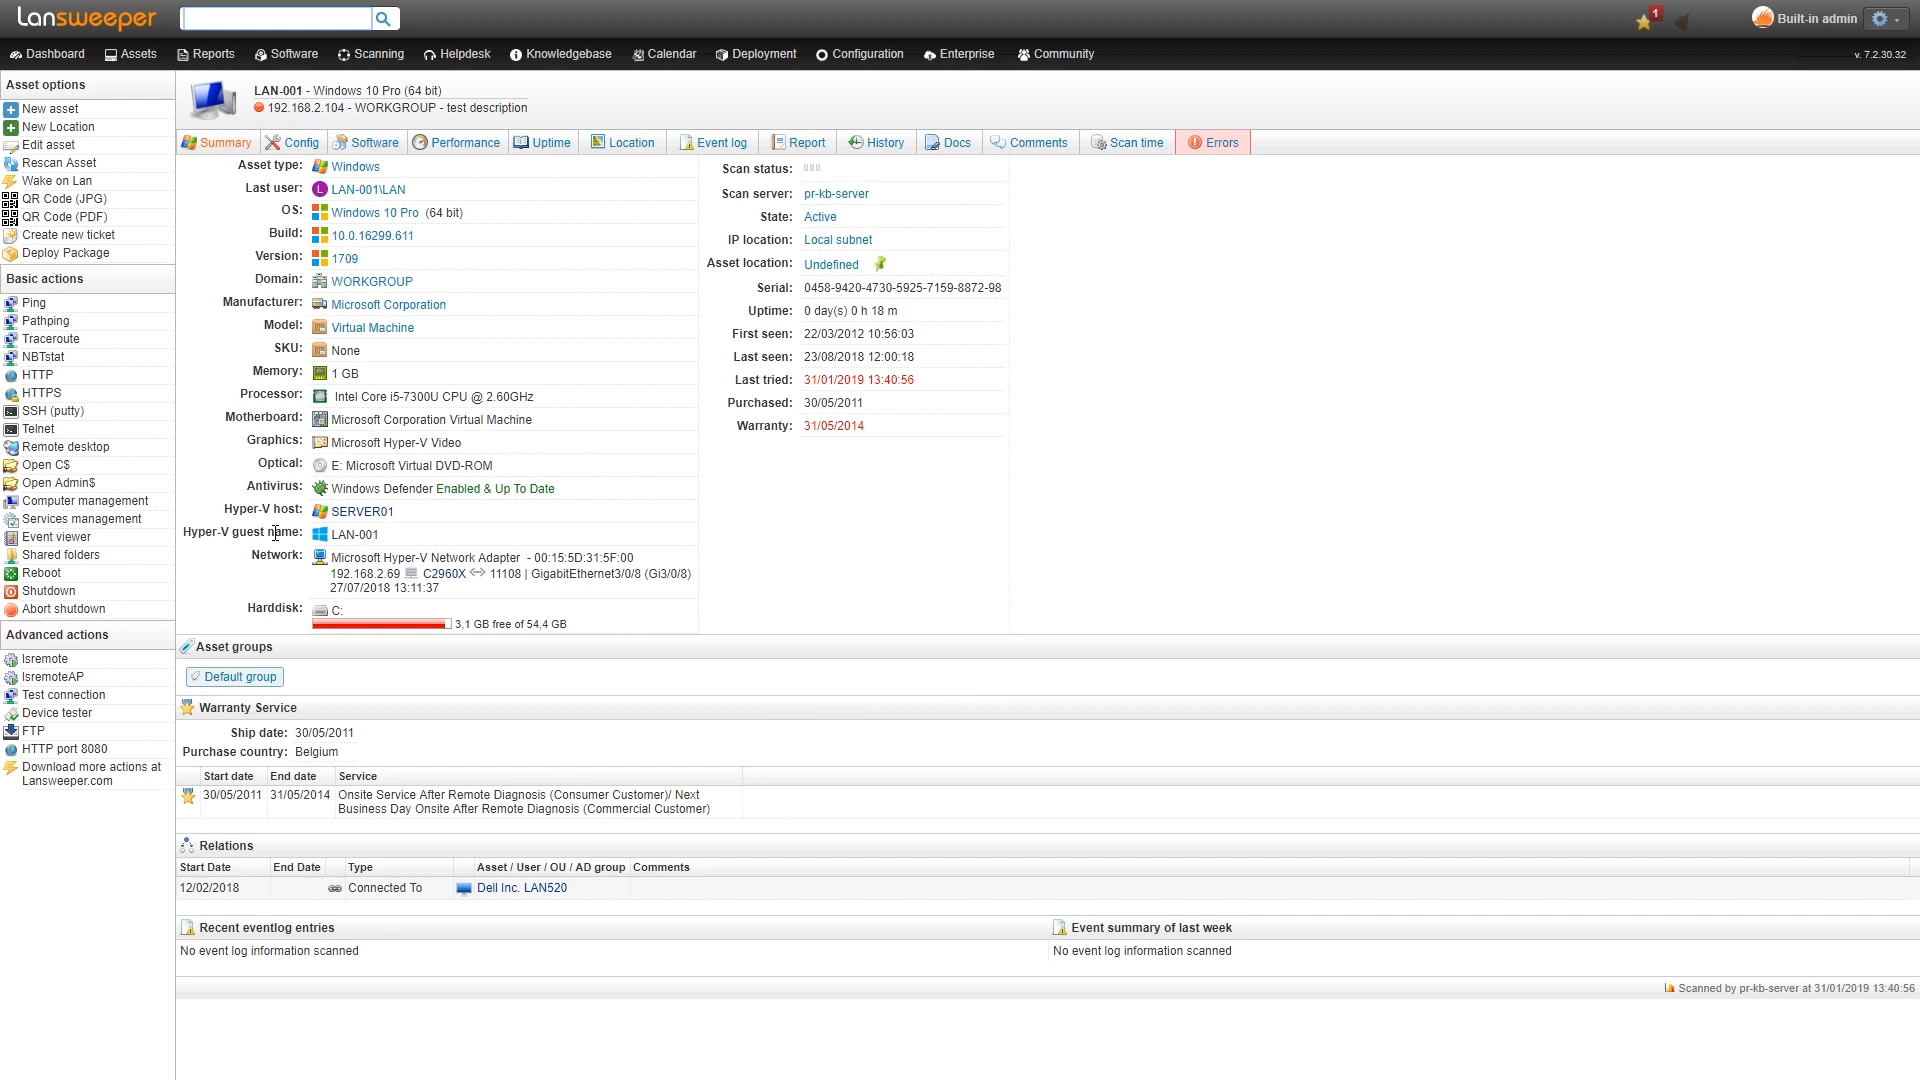 Lansweeper
1
Built-in admin
Dashboard Assets Reports Software Scanning Helpdesk Knowledgebase Calendar Deployment Configuration Enterprise Community
v. 7.2.30.32
Asset options
New asset
New Location
Edit asset
Rescan Asset
Wake on Lan
QR Code (JPG)
QR Code (PDF)
Create new ticket
Deploy Package
Basic actions
Ping
Pathping
Traceroute
NBTstat
HTTP
HTTPS
SSH (putty)
Telnet
Remote desktop
Open C$
Open Admin$
Computer management
Services management
Event viewer
Shared folders
Reboot
Shutdown
Abort shutdown
Advanced actions
lsremote
lsremoteAP
Test connection
Device tester
FTP
HTTP port 8080
Download more actions at
Lansweeper.com
LAN-001 - Windows 10 Pro (64 bit)
192.168.2.104 - WORKGROUP - test description
Summary Config Software Performance Uptime Location Event log Report History Docs Comments Scan time Errors
Asset type: Windows
Last user: L LAN-001\LAN
OS: Windows 10 Pro (64 bit)
Build: 10.0.16299.611
Version: 1709
Domain: WORKGROUP
Manufacturer: Microsoft Corporation
Model: Virtual Machine
SKU: None
Memory: 1 GB
Processor: Intel Core i5-7300U CPU @ 2.60GHz
Motherboard: Microsoft Corporation Virtual Machine
Graphics: Microsoft Hyper-V Video
Optical: E: Microsoft Virtual DVD-ROM
Antivirus: Windows Defender Enabled & Up To Date
Hyper-V host: SERVER01
Hyper-V guest name: LAN-001
Network: Microsoft Hyper-V Network Adapter - 00:15:5D:31:5F:00
192.168.2.69 C2960X 11108 | GigabitEthernet3/0/8 (Gi3/0/8)
27/07/2018 13:11:37
Harddisk: C:
3,1 GB free of 54,4 GB
Scan status:
Scan server: pr-kb-server
State: Active
IP location: Local subnet
Asset location: Undefined
Serial: 0458-9420-4730-5925-7159-8872-98
Uptime: 0 day(s) 0 h 18 m
First seen: 22/03/2012 10:56:03
Last seen: 23/08/2018 12:00:18
Last tried: 31/01/2019 13:40:56
Purchased: 30/05/2011
Warranty: 31/05/2014
Asset groups
Default group
Warranty Service
Ship date: 30/05/2011
Purchase country: Belgium
Start date End date Service
30/05/2011 31/05/2014 Onsite Service After Remote Diagnosis (Consumer Customer)/ Next
Business Day Onsite After Remote Diagnosis (Commercial Customer)
Relations
Start Date End Date Type Asset / User / OU / AD group Comments
12/02/2018 Connected To Dell Inc. LAN520
Recent eventlog entries
No event log information scanned
Event summary of last week
No event log information scanned
Scanned by pr-kb-server at 31/01/2019 13:40:56